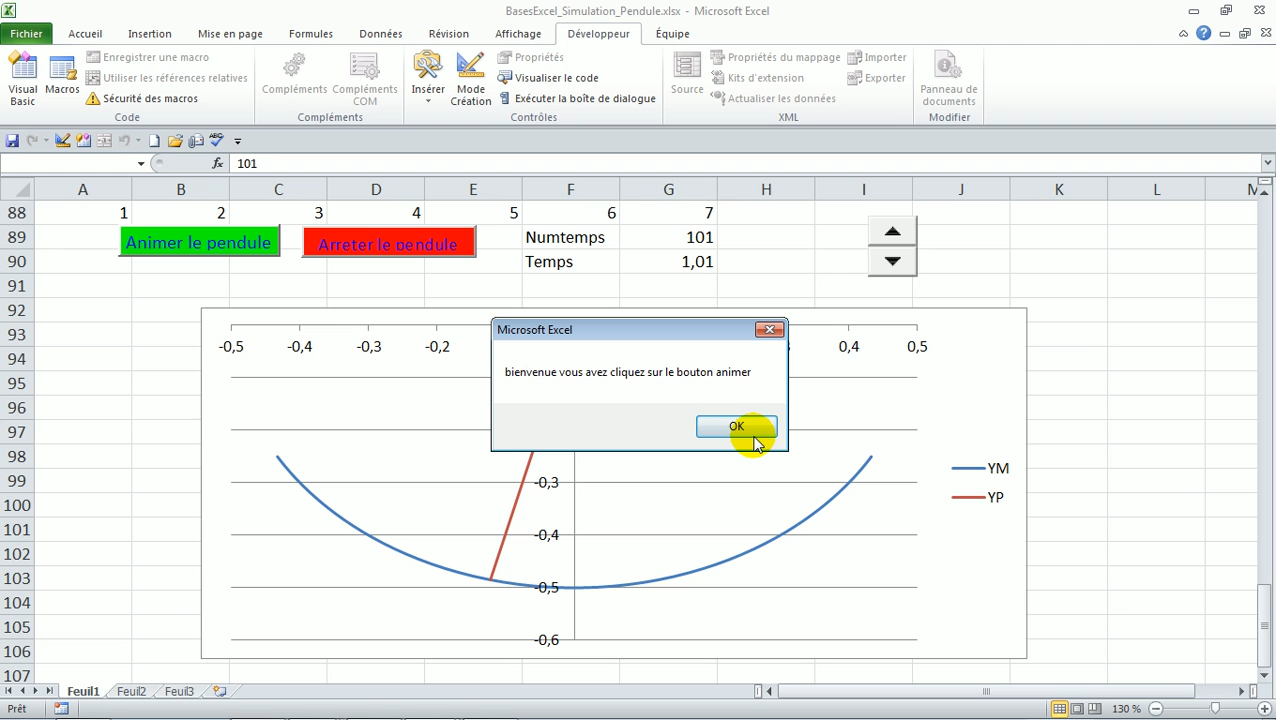 BasesExcel_Simulation_Pendule.xlsx - Microsoft Excel
Fichier Accueil Insertion Mise en page Formules Données Révision Affichage Développeur Équipe
Visual Basic
Macros
Enregistrer une macro
Utiliser les références relatives
Sécurité des macros
Code
Compléments
Compléments COM
Compléments
Insérer
Mode Création
Propriétés
Visualiser le code
Exécuter la boîte de dialogue
Contrôles
Source
Propriétés du mappage
Kits d'extension
Actualiser les données
Importer
Exporter
XML
Panneau de documents
Modifier
fx 101
A B C D E F G H I J K L M
88 1 2 3 4 5 6 7
89 Animer le pendule Arreter le pendule Numtemps 101
90 Temps 1,01
91
92
93
-0,5 -0,4 -0,3 -0,2 0,4 0,5
94
95
96
97
98
99
100
101
102
103
104
105
106
107
Microsoft Excel
bienvenue vous avez cliquez sur le bouton animer
OK
-0,3
-0,4
-0,5
-0,6
YM
YP
Feuil1 Feuil2 Feuil3
Prêt 130 %